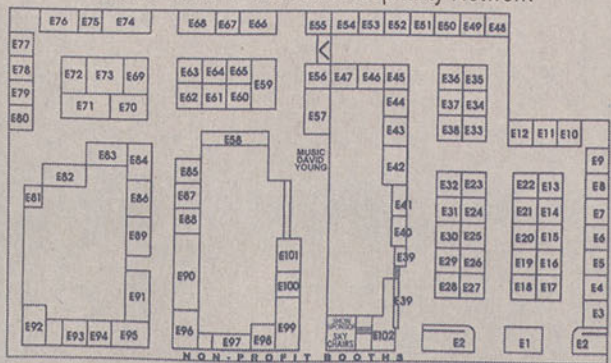 E76 E75 E74 E68 E67 E66 E55 E54 E53 E52 E51 E50 E49 E48
E77
E78 E72 E73 E69 E63 E64 E65 E59 E56 E47 E46 E45 E36 E35
E79 E62 E61 E60 E44
E80 E71 E70 E57 E43 E37 E34
E38 E33 E12 E11 E10
E83 E84 E58 MUSIC
DAVID
YOUNG E42 E9
E82 E85 E32 E23 E22 E13 E8
E81 E86 E87 E41 E31 E24 E21 E14 E7
E89 E88 E40 E30 E25 E20 E15 E6
E101 E39 E29 E26 E19 E16 E5
E90 E100 E39 E28 E27 E18 E17 E4
E91 E3
E92 E93 E94 E95 E96 E97 E98 E99 SHOW
SPONSOR
SKY
CHAIRS E102 E2 E1 E2
NON-PROFIT BOOTHS